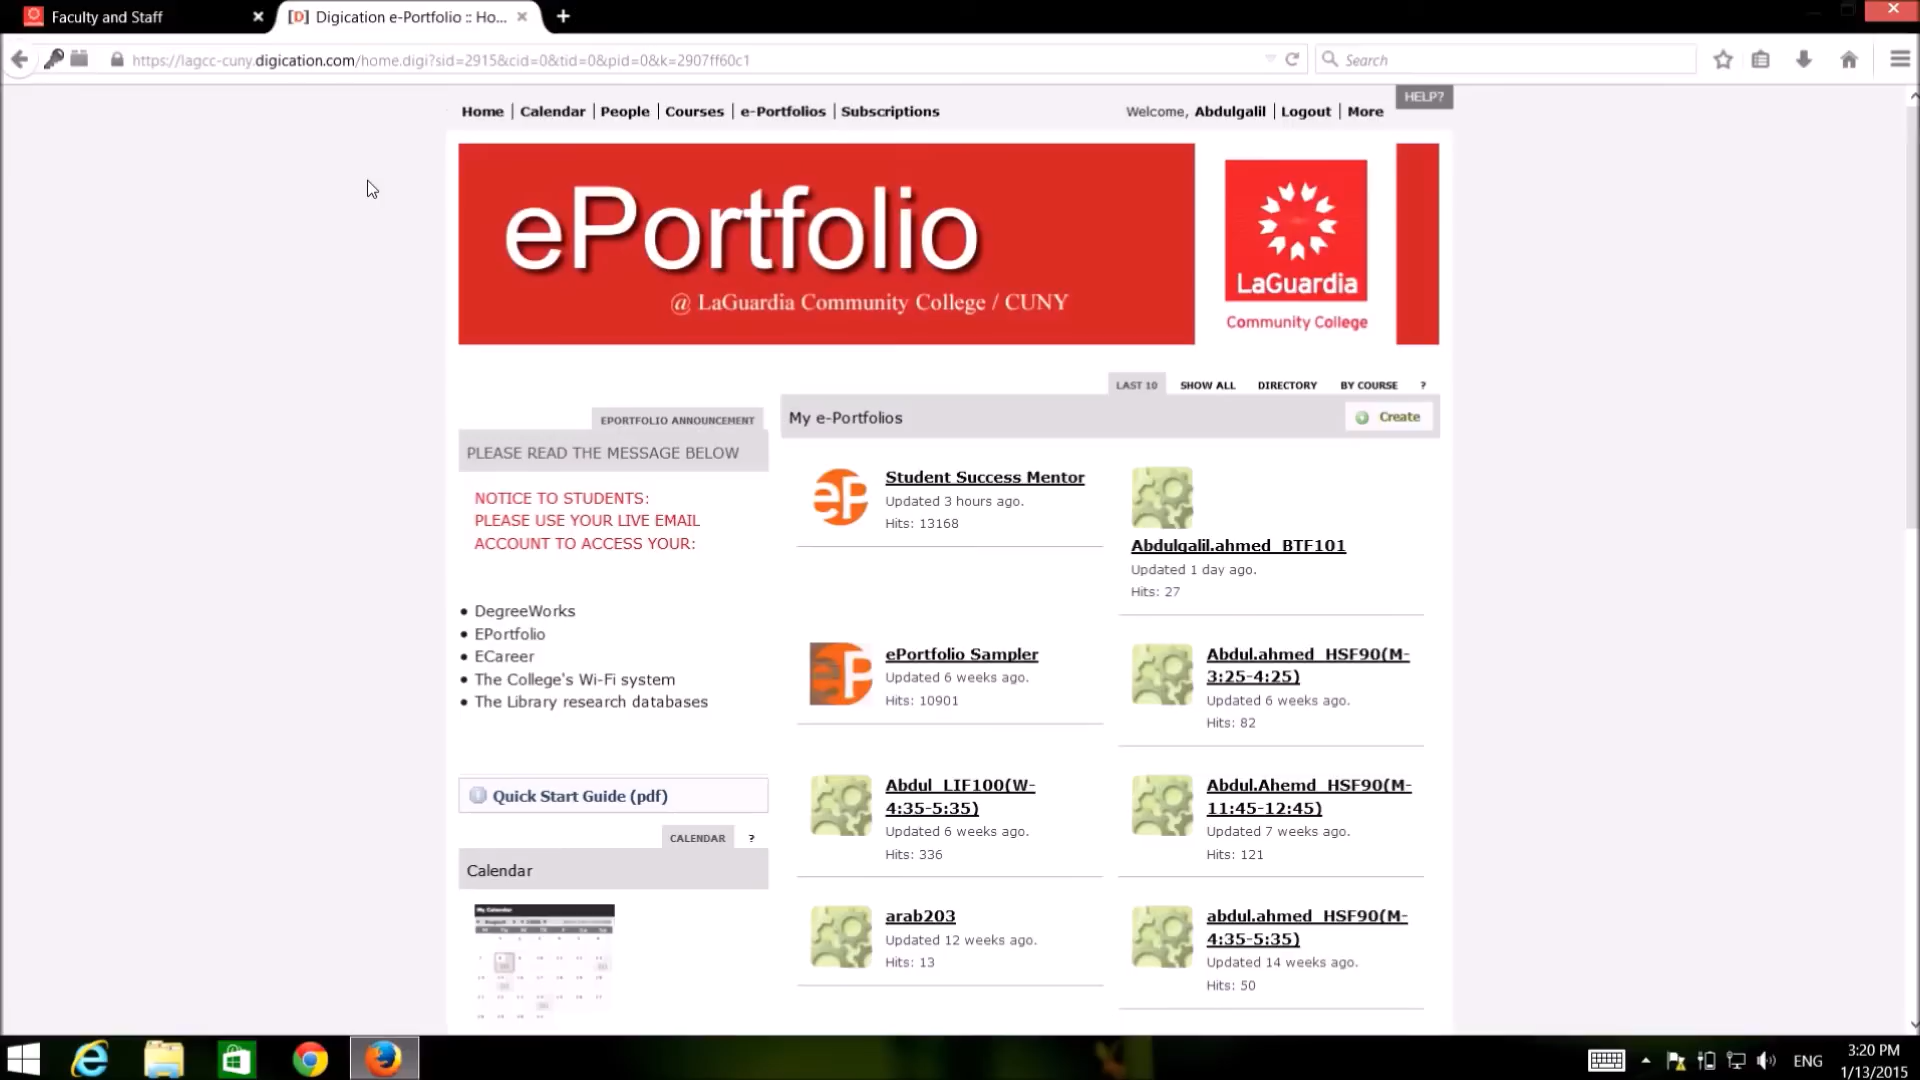 Faculty and Staff
[D] Digication e-Portfolio :: Ho...
https://lagcc-cuny.digication.com/home.digi?sid=2915&cid=0&tid=0&pid=0&k=2907ff60c1
Search
HELP?
Home | Calendar | People | Courses | e-Portfolios | Subscriptions
Welcome, Abdulgalil | Logout | More
ePortfolio
@ LaGuardia Community College / CUNY
LaGuardia
Community College
LAST 10 SHOW ALL DIRECTORY BY COURSE ?
EPORTFOLIO ANNOUNCEMENT
PLEASE READ THE MESSAGE BELOW
NOTICE TO STUDENTS:
PLEASE USE YOUR LIVE EMAIL
ACCOUNT TO ACCESS YOUR:
• DegreeWorks
• EPortfolio
• ECareer
• The College's Wi-Fi system
• The Library research databases
Quick Start Guide (pdf)
CALENDAR ?
Calendar
My e-Portfolios
Create
Student Success Mentor
Updated 3 hours ago.
Hits: 13168
Abdulgalil.ahmed_BTF101
Updated 1 day ago.
Hits: 27
eP
ePortfolio Sampler
Updated 6 weeks ago.
Hits: 10901
Abdul.ahmed_HSF90(M-
3:25-4:25)
Updated 6 weeks ago.
Hits: 82
Abdul_LIF100(W-
4:35-5:35)
Updated 6 weeks ago.
Hits: 336
Abdul.Ahemd_HSF90(M-
11:45-12:45)
Updated 7 weeks ago.
Hits: 121
arab203
Updated 12 weeks ago.
Hits: 13
abdul.ahmed_HSF90(M-
4:35-5:35)
Updated 14 weeks ago.
Hits: 50
ENG
3:20 PM
1/13/2015